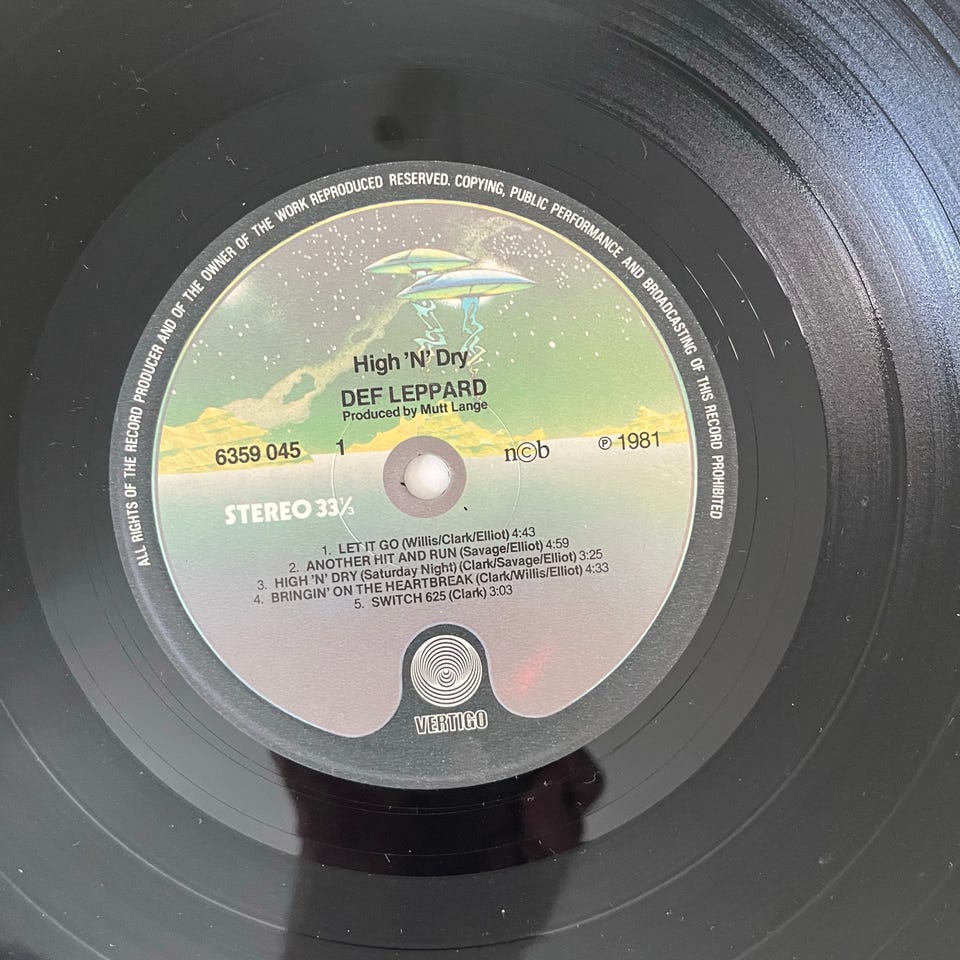 ALL RIGHTS OF THE RECORD PRODUCER AND OF THE OWNER OF THE WORK REPRODUCED RESERVED. COPYING, PUBLIC PERFORMANCE AND BROADCASTING OF THIS RECORD PROHIBITED
High 'N' Dry
DEF LEPPARD
Produced by Mutt Lange
6359 045 1 n©b ℗ 1981
STEREO 33⅓
1. LET IT GO (Willis/Clark/Elliot) 4:43
2. ANOTHER HIT AND RUN (Savage/Elliot) 4:59
3. HIGH 'N' DRY (Saturday Night) (Clark/Savage/Elliot) 3:25
4. BRINGIN' ON THE HEARTBREAK (Clark/Willis/Elliot) 4:33
5. SWITCH 625 (Clark) 3:03
VERTIGO